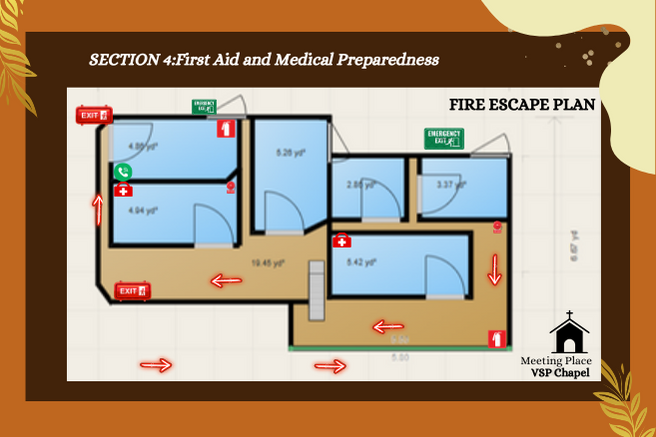 SECTION 4:First Aid and Medical Preparedness
FIRE ESCAPE PLAN
EMERGENCY
EXIT
EMERGENCY
EXIT
EXIT
4.86 yd²
5.26 yd²
2.86 yd²
3.37 yd²
4.94 yd²
19.45 yd²
5.42 yd²
6.67 yd
EXIT
5.00
Meeting Place
VSP Chapel